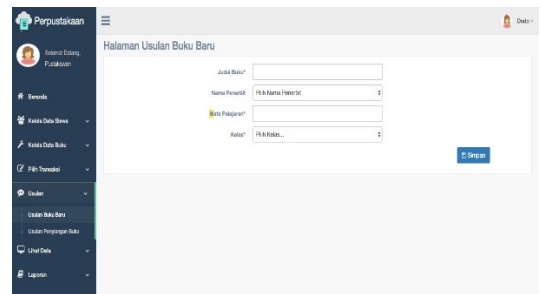 Perpustakaan
Dedo
Selamat Datang,
Pustakawan
Halaman Usulan Buku Baru
Judul Buku*
Nama Penerbit
Pilih Nama Penerbit
Mata Pelajaran*
Kelas*
Pilih Kelas...
Simpan
Beranda
Kelola Data Siswa
Kelola Data Buku
Pilih Transaksi
Usulan
Usulan Buku Baru
Usulan Penyiangan Buku
Lihat Data
Laporan